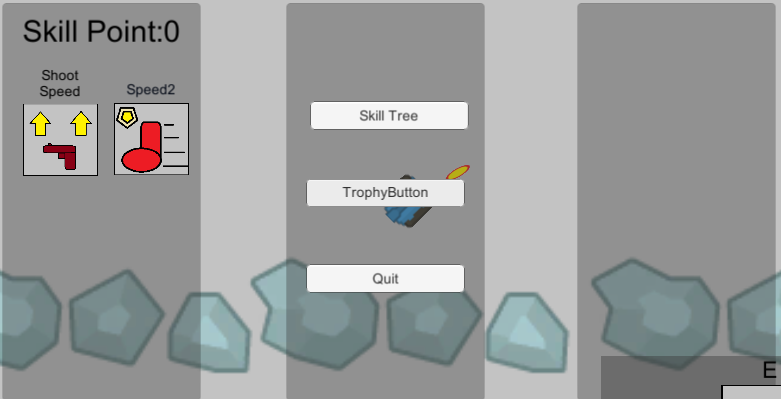 Skill Point:0
Shoot
Speed
Speed2
Skill Tree
TrophyButton
Quit
E